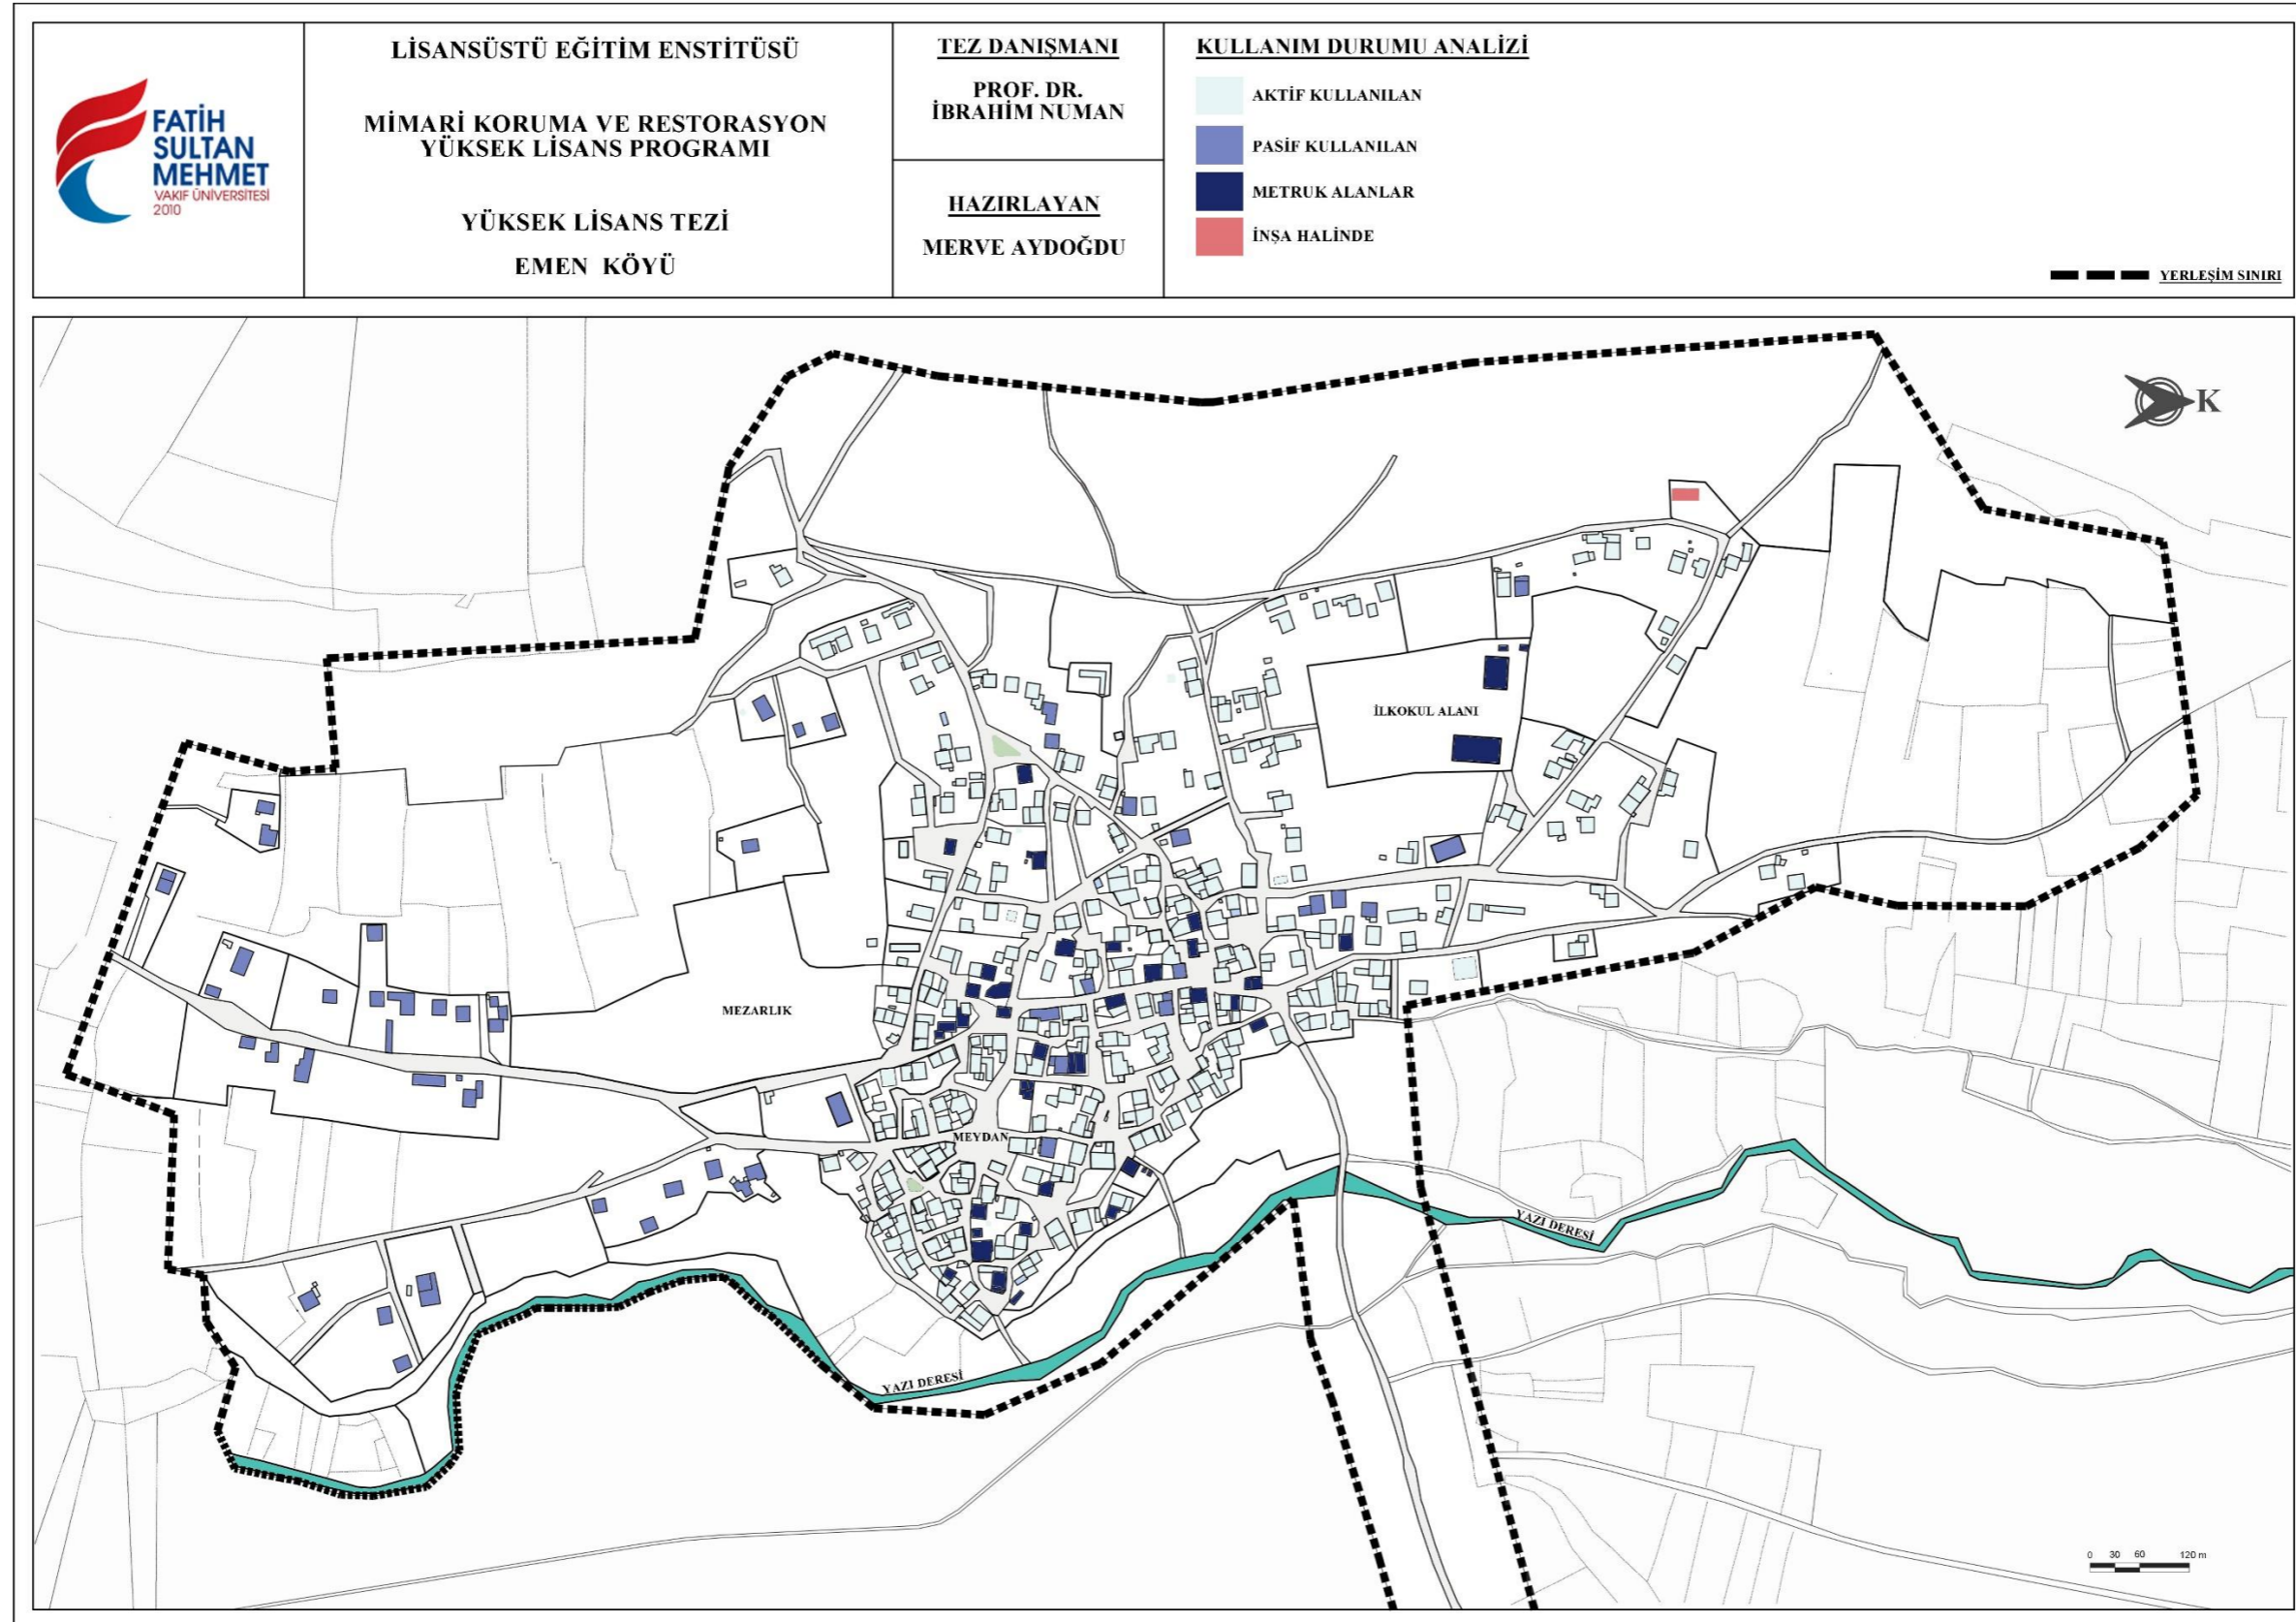 FATİH
SULTAN
MEHMET
VAKIF ÜNİVERSİTESİ
2010
LİSANSÜSTÜ EĞİTİM ENSTİTÜSÜ
MİMARİ KORUMA VE RESTORASYON
YÜKSEK LİSANS PROGRAMI
YÜKSEK LİSANS TEZİ
EMEN KÖYÜ
TEZ DANIŞMANI
PROF. DR.
İBRAHİM NUMAN
HAZIRLAYAN
MERVE AYDOĞDU
KULLANIM DURUMU ANALİZİ
AKTİF KULLANILAN
PASİF KULLANILAN
METRUK ALANLAR
İNŞA HALİNDE
YERLEŞİM SINIRI
K
İLKOKUL ALANI
MEZARLIK
MEYDAN
YAZI DERESİ
YAZI DERESİ
0 30 60 120 m